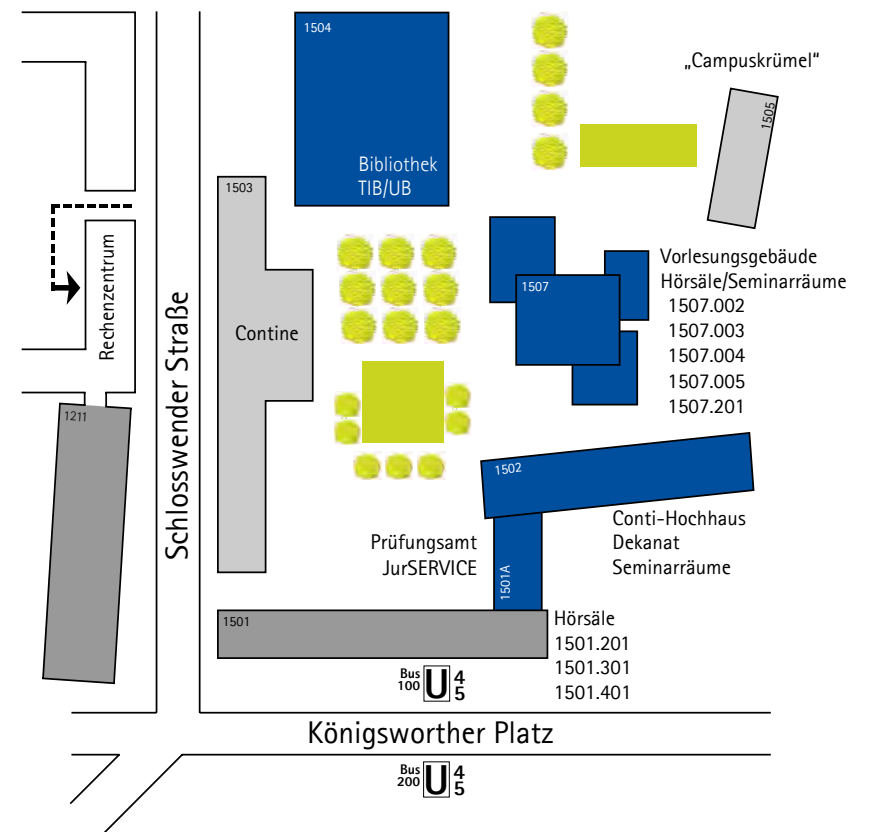 1504
„Campuskrümel“
1505
Bibliothek
TIB/UB
1503
Rechenzentrum
Schlosswender Straße
Contine
1507
Vorlesungsgebäude
Hörsäle/Seminarräume
1507.002
1507.003
1507.004
1507.005
1507.201
1211
1502
Conti-Hochhaus
Dekanat
Seminarräume
Prüfungsamt
JurSERVICE
1501A
1501
Hörsäle
1501.201
1501.301
1501.401
Bus
100
U
4
5
Königsworther Platz
Bus
200
U
4
5